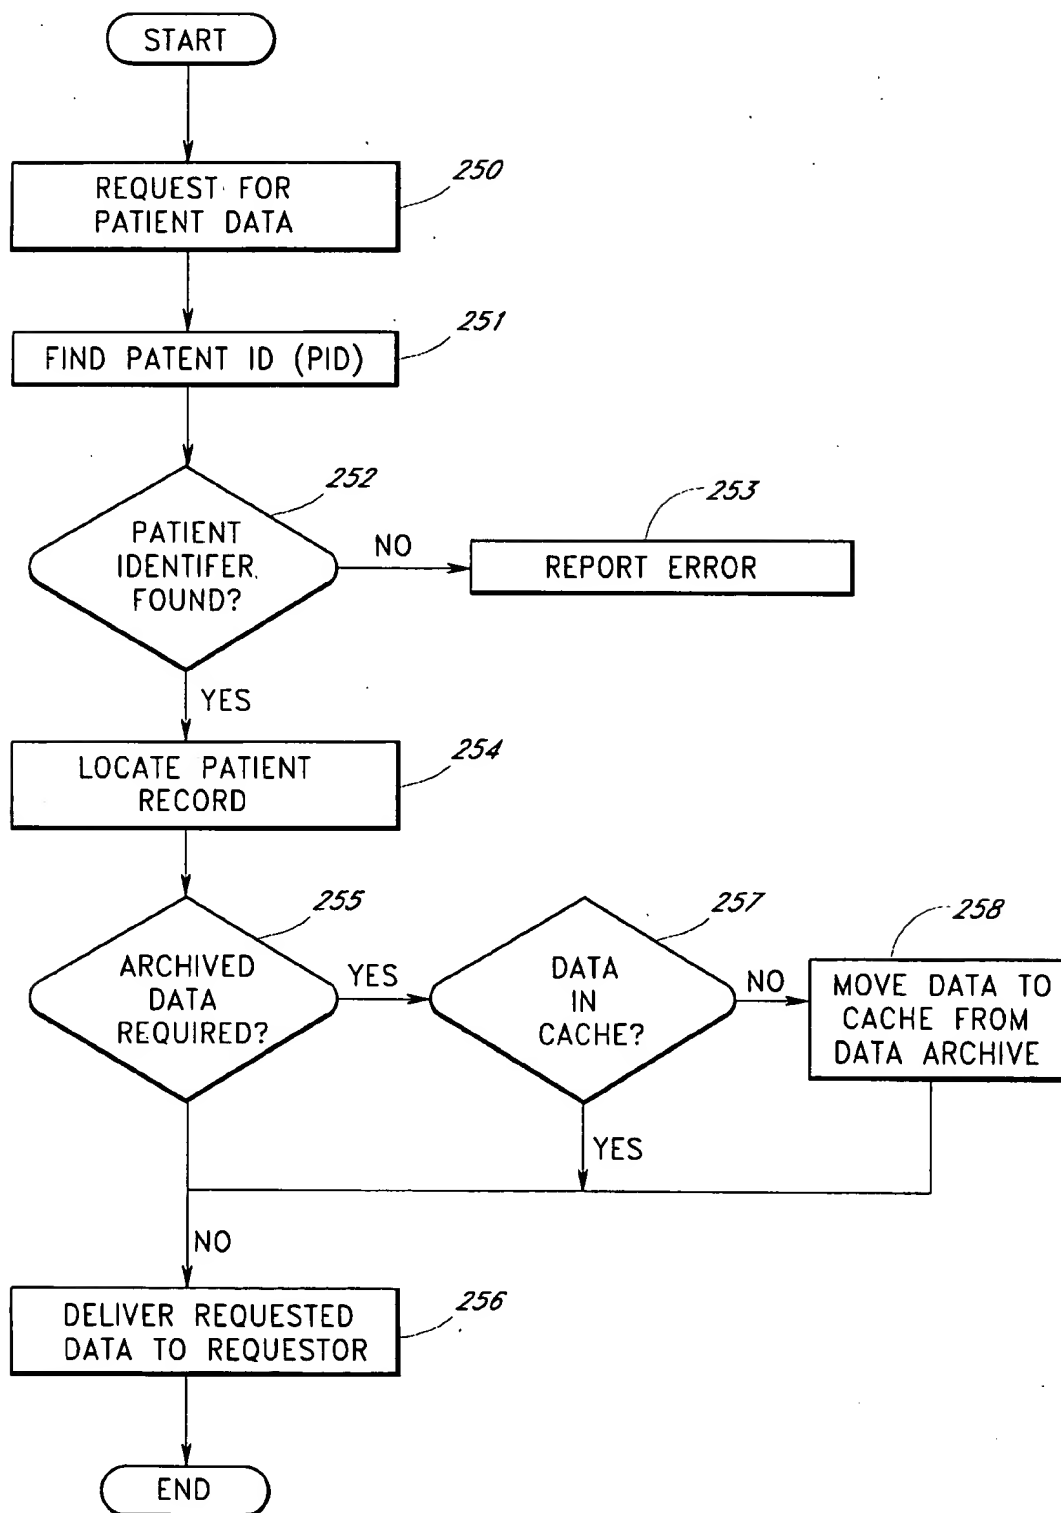 START
250
REQUEST FOR
PATIENT DATA
251
FIND PATENT ID (PID)
252
PATIENT
IDENTIFER
FOUND?
NO
253
REPORT ERROR
YES
254
LOCATE PATIENT
RECORD
255
ARCHIVED
DATA
REQUIRED?
YES
257
DATA
IN
CACHE?
NO
258
MOVE DATA TO
CACHE FROM
DATA ARCHIVE
YES
NO
256
DELIVER REQUESTED
DATA TO REQUESTOR
END